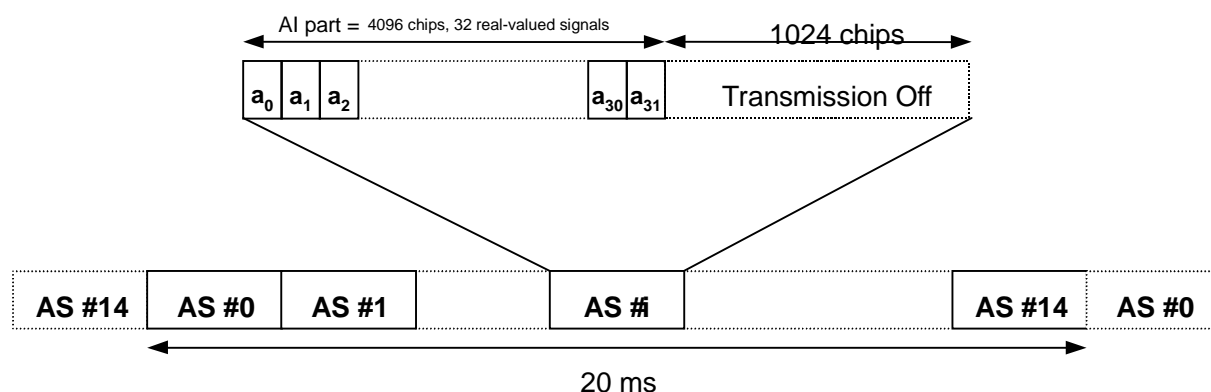 AI part = 4096 chips, 32 real-valued signals
1024 chips
a0 a1 a2 a30 a31 Transmission Off
AS #14 AS #0 AS #1 AS #i AS #14 AS #0
20 ms